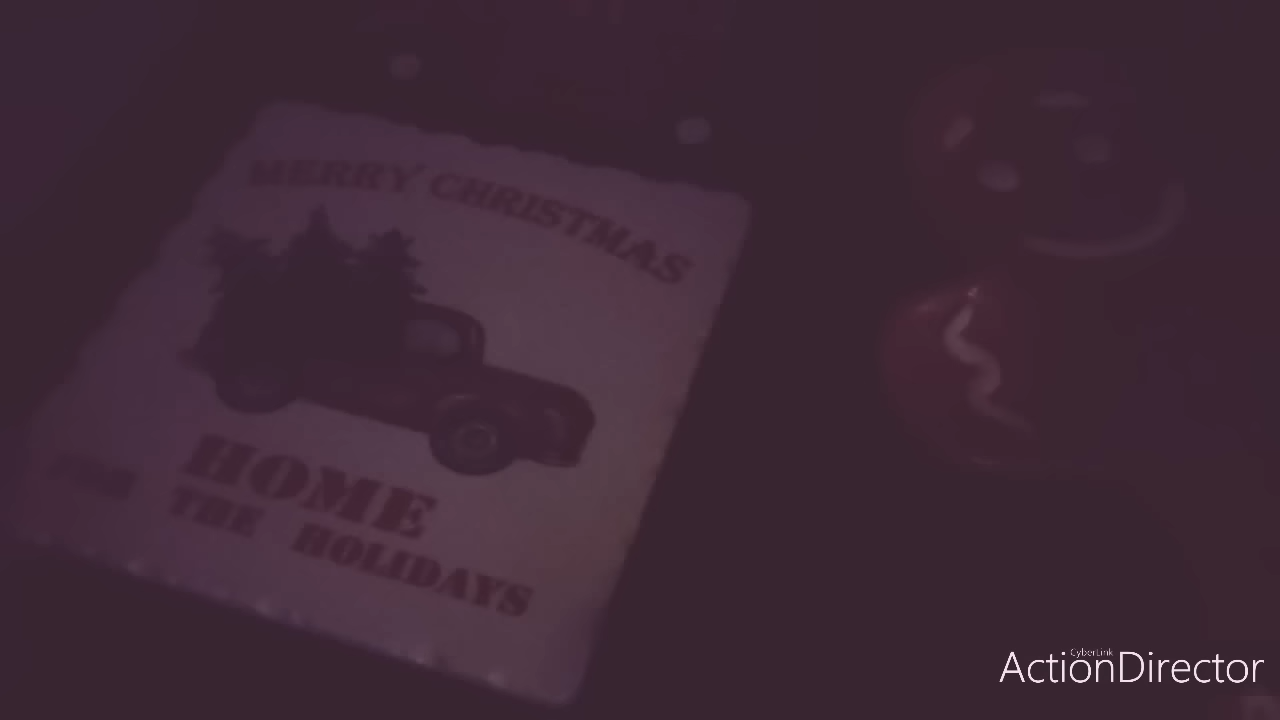 MERRY CHRISTMAS
HOME
THE HOLIDAYS
CyberLink
ActionDirector